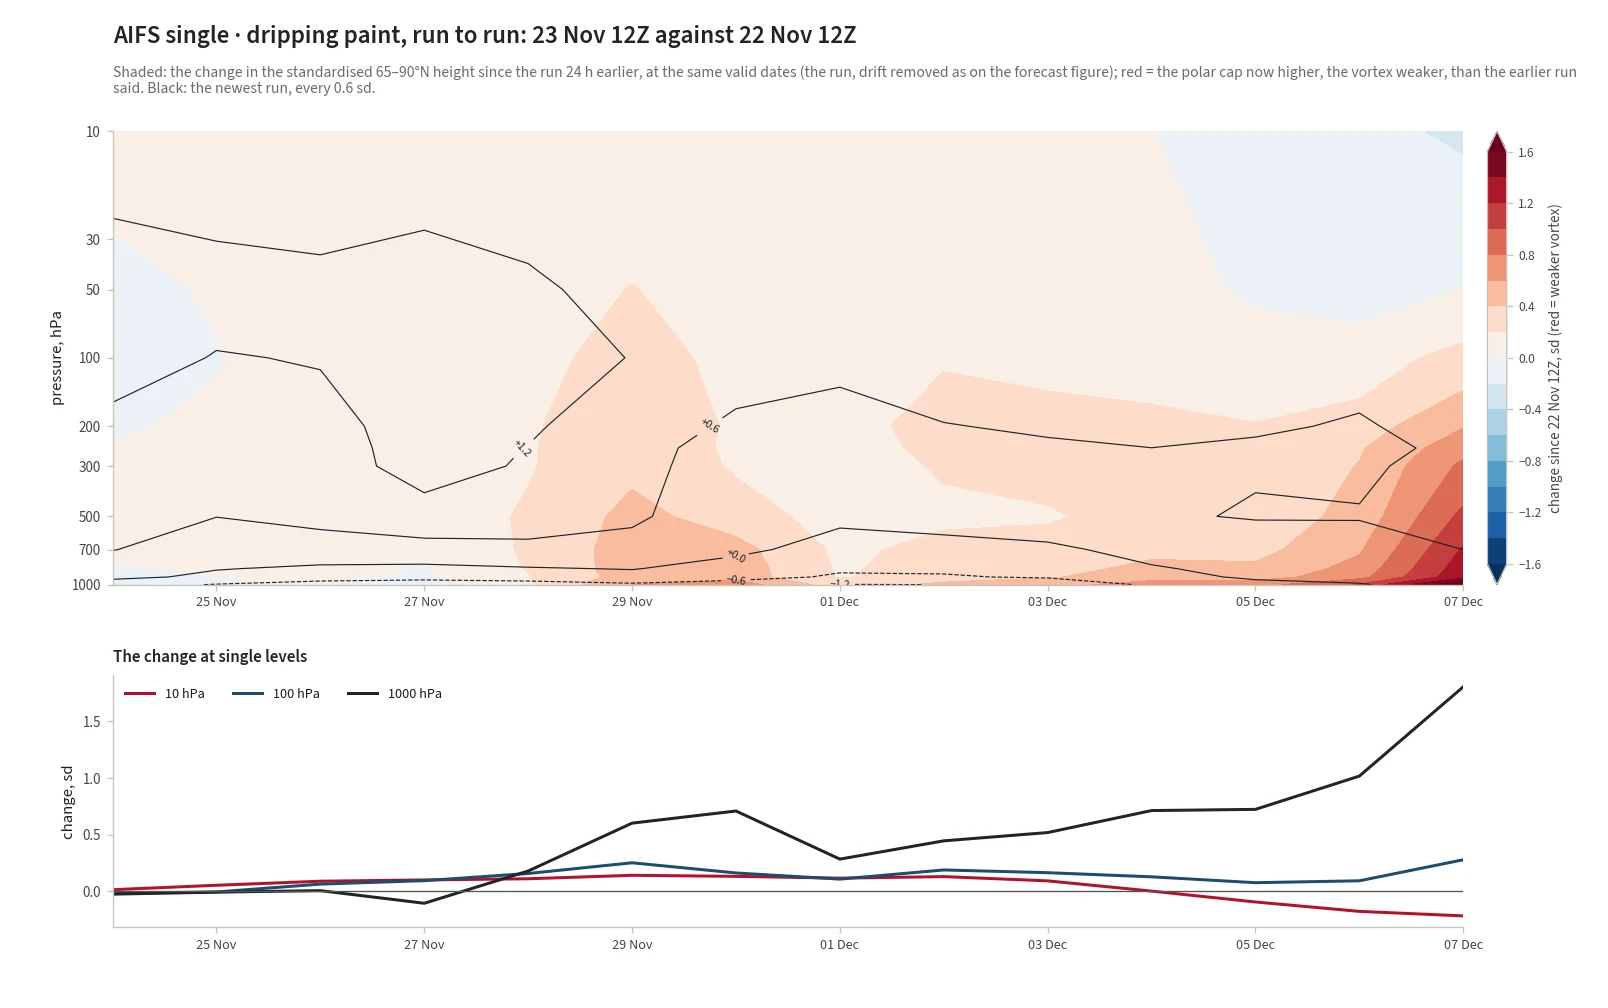 AIFS single · dripping paint, run to run: 23 Nov 12Z against 22 Nov 12Z
Shaded: the change in the standardised 65–90°N height since the run 24 h earlier, at the same valid dates (the run, drift removed as on the forecast figure); red = the polar cap now higher, the vortex weaker, than the earlier run
said. Black: the newest run, every 0.6 sd.
10
30
50
100
200
300
500
700
1000
pressure, hPa
+1.2
+0.6
+0.0
−0.6
25 Nov
27 Nov
29 Nov
01 Dec
03 Dec
05 Dec
07 Dec
1.6
1.2
0.8
0.4
0.0
−0.4
−0.8
−1.2
−1.6
change since 22 Nov 12Z, sd (red = weaker vortex)
The change at single levels
10 hPa
100 hPa
1000 hPa
1.5
1.0
0.5
0.0
change, sd
25 Nov
27 Nov
29 Nov
01 Dec
03 Dec
05 Dec
07 Dec